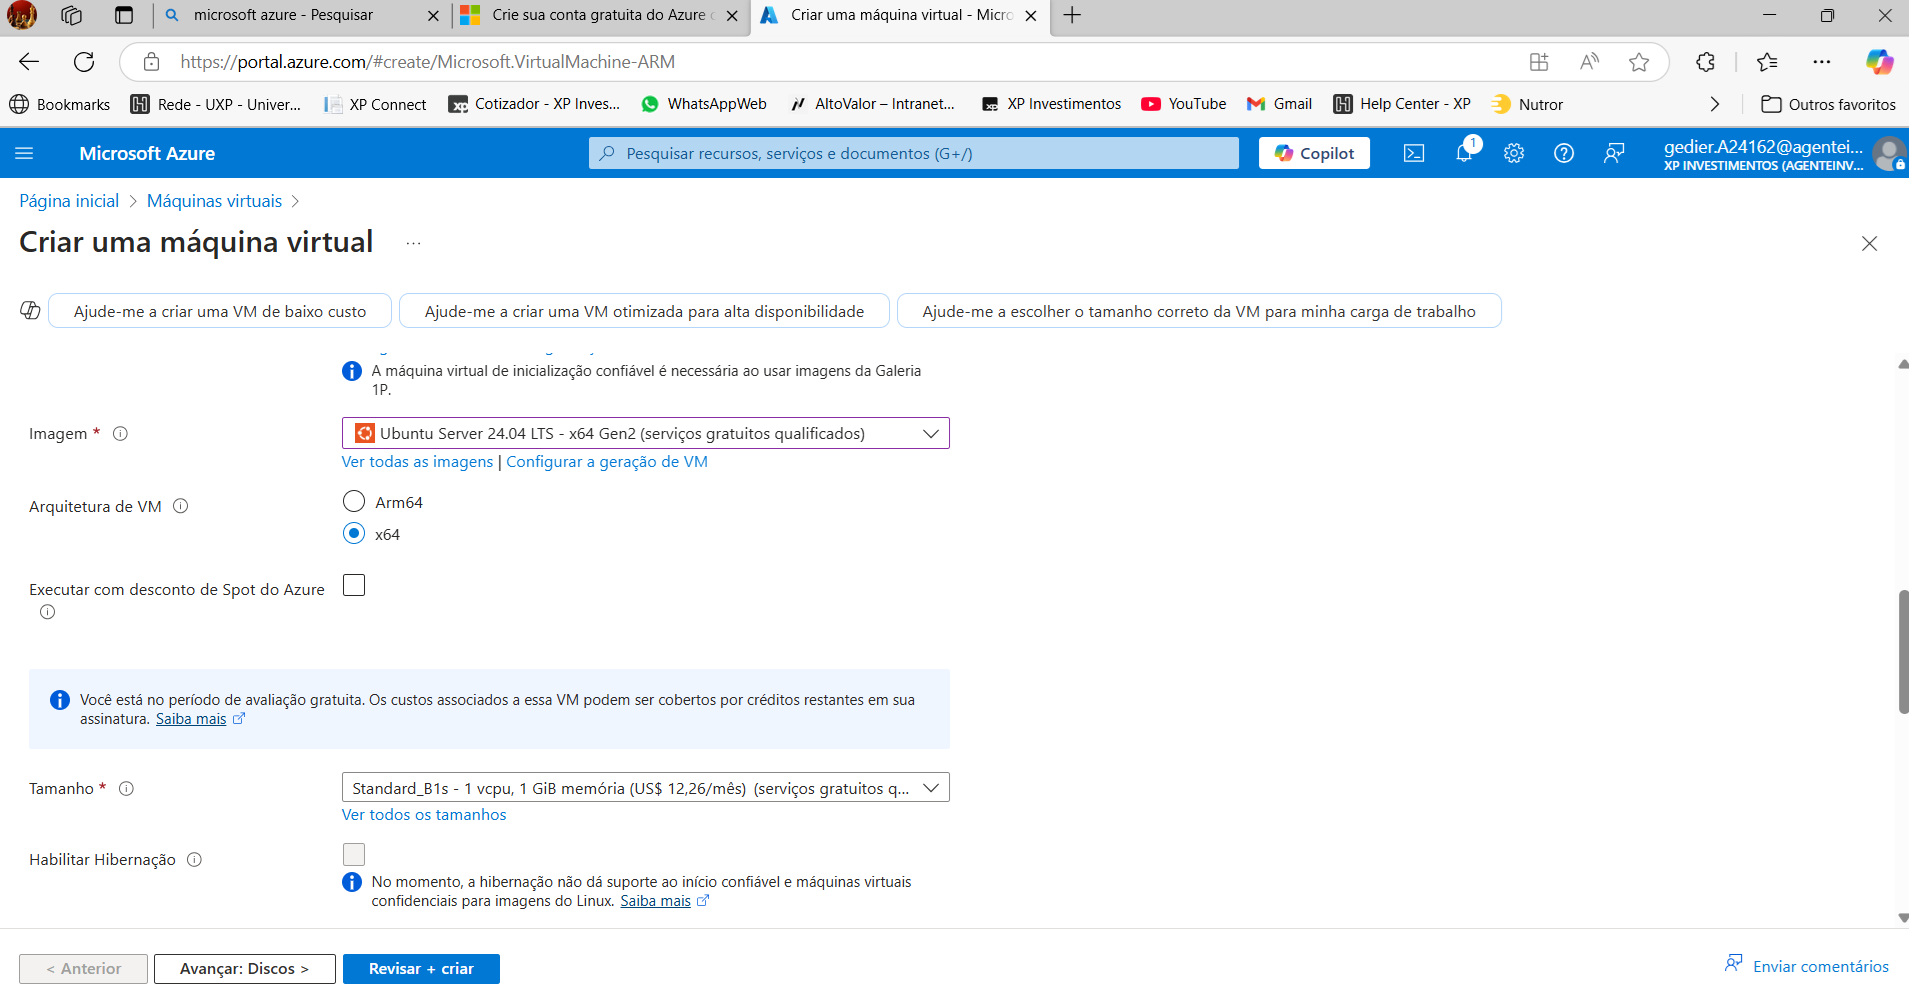 microsoft azure - Pesquisar
Crie sua conta gratuita do Azure
Criar uma máquina virtual - Micro
https://portal.azure.com/#create/Microsoft.VirtualMachine-ARM
Bookmarks
Rede - UXP - Univer...
XP Connect
Cotizador - XP Inves...
WhatsAppWeb
AltoValor – Intranet...
XP Investimentos
YouTube
Gmail
Help Center - XP
Nutror
Outros favoritos
Microsoft Azure
Pesquisar recursos, serviços e documentos (G+/)
Copilot
1
gedier.A24162@agentei...
XP INVESTIMENTOS (AGENTEINV...
Página inicial > Máquinas virtuais >
Criar uma máquina virtual ...
Ajude-me a criar uma VM de baixo custo
Ajude-me a criar uma VM otimizada para alta disponibilidade
Ajude-me a escolher o tamanho correto da VM para minha carga de trabalho
A máquina virtual de inicialização confiável é necessária ao usar imagens da Galeria
1P.
Imagem *
Ubuntu Server 24.04 LTS - x64 Gen2 (serviços gratuitos qualificados)
Ver todas as imagens | Configurar a geração de VM
Arquitetura de VM
Arm64
x64
Executar com desconto de Spot do Azure
Você está no período de avaliação gratuita. Os custos associados a essa VM podem ser cobertos por créditos restantes em sua
assinatura. Saiba mais
Tamanho *
Standard_B1s - 1 vcpu, 1 GiB memória (US$ 12,26/mês) (serviços gratuitos q...
Ver todos os tamanhos
Habilitar Hibernação
No momento, a hibernação não dá suporte ao início confiável e máquinas virtuais
confidenciais para imagens do Linux. Saiba mais
< Anterior
Avançar: Discos >
Revisar + criar
Enviar comentários